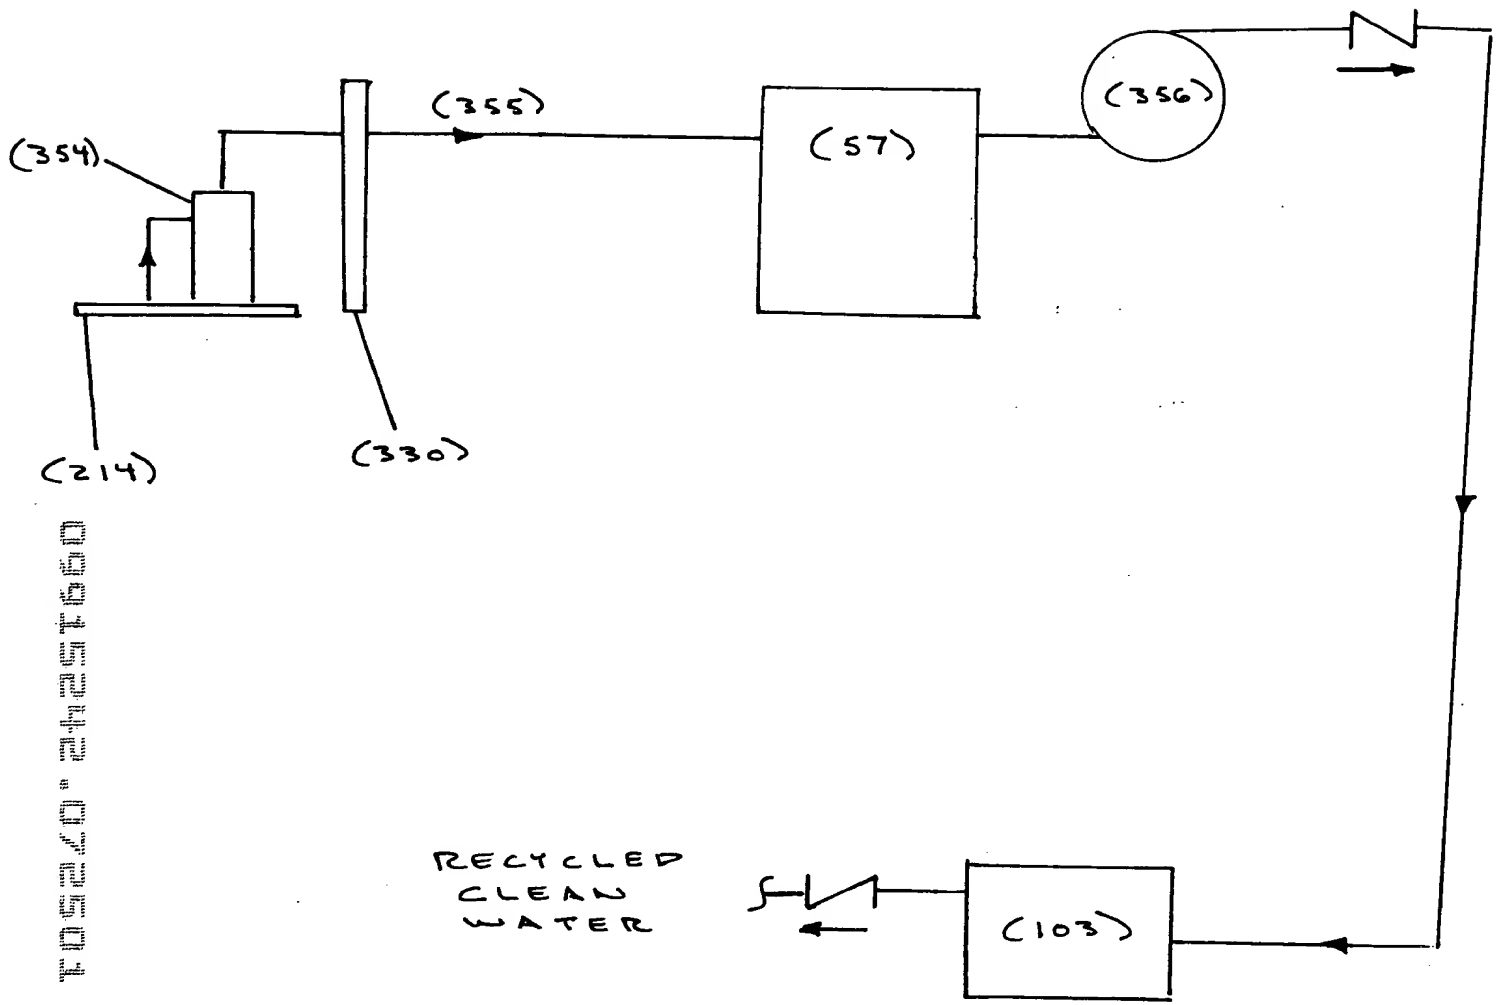 (356)
(355)
(57)
(354)
(330)
(214)
09915242.072501
RECYCLED
CLEAN
WATER
(103)